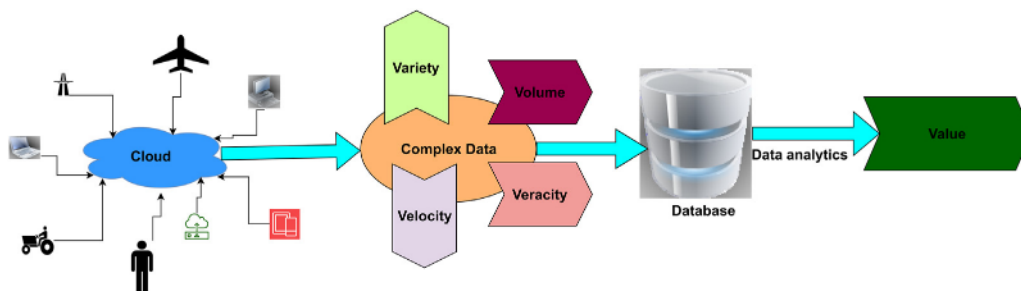 Variety
Volume
Cloud
Complex Data
Value
Data analytics
Veracity
Velocity
Database